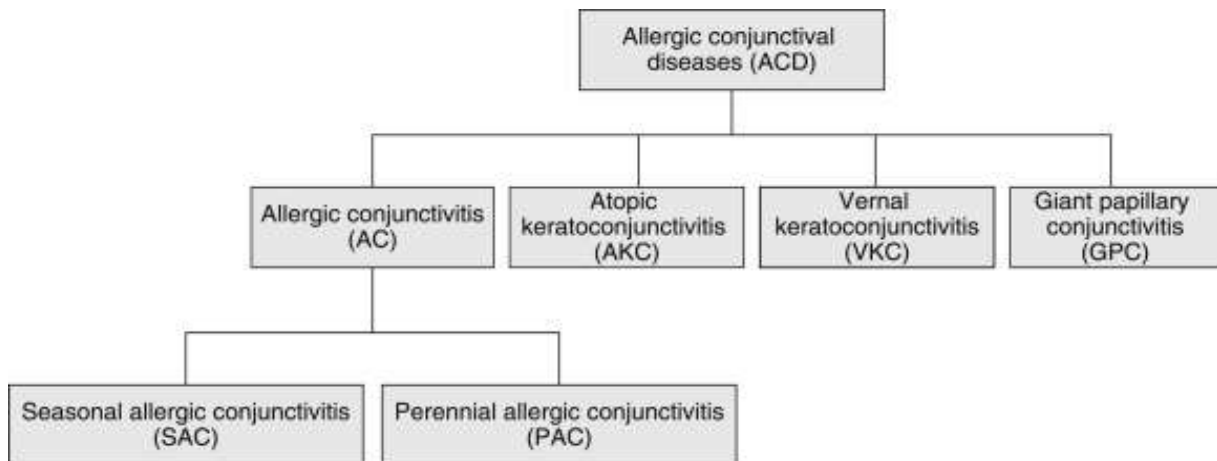 Allergic conjunctival
diseases (ACD)
Allergic conjunctivitis
(AC)
Atopic
keratoconjunctivitis
(AKC)
Vernal
keratoconjunctivitis
(VKC)
Giant papillary
conjunctivitis
(GPC)
Seasonal allergic conjunctivitis
(SAC)
Perennial allergic conjunctivitis
(PAC)